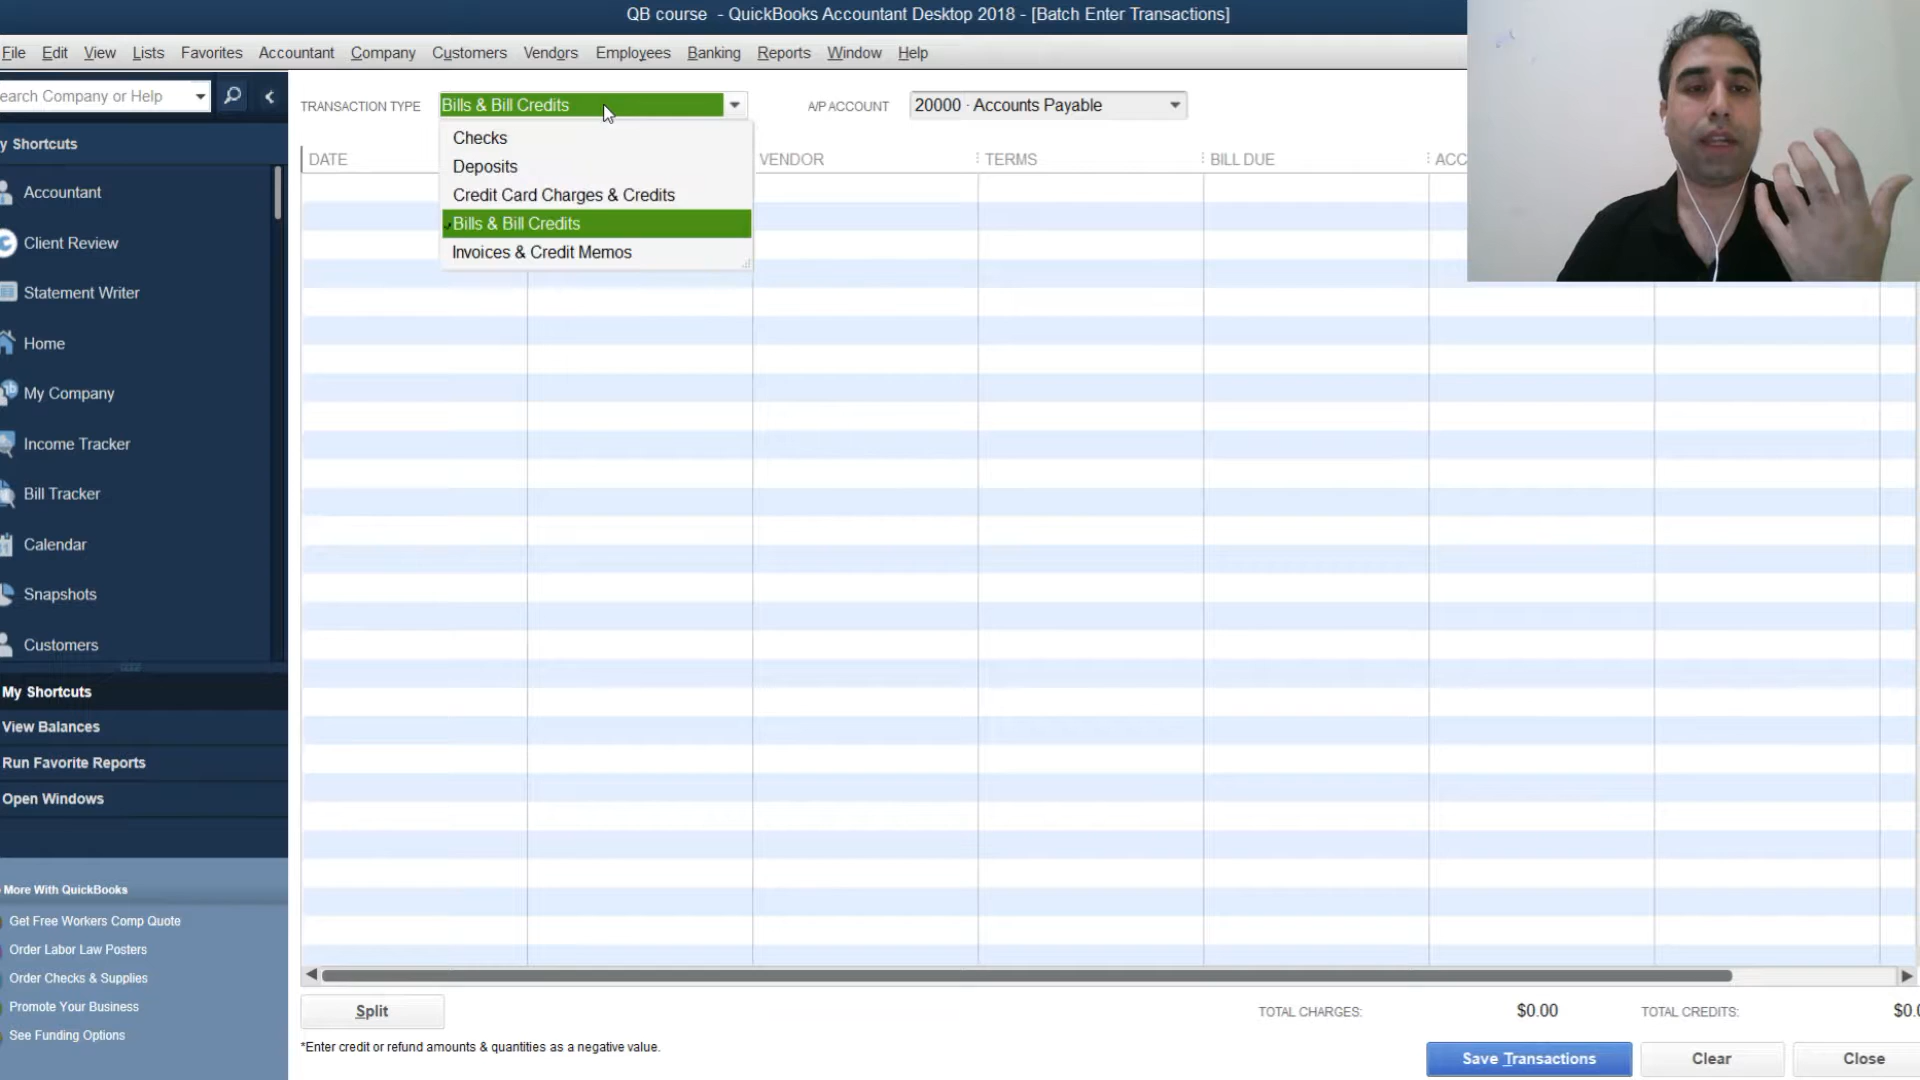 QB course - QuickBooks Accountant Desktop 2018 - [Batch Enter Transactions]
File Edit View Lists Favorites Accountant Company Customers Vendors Employees Banking Reports Window Help
earch Company or Help
TRANSACTION TYPE Bills & Bill Credits A/P ACCOUNT 20000 · Accounts Payable
Checks
Deposits
Credit Card Charges & Credits
Bills & Bill Credits
Invoices & Credit Memos
DATE VENDOR TERMS BILL DUE ACC
y Shortcuts
Accountant
Client Review
Statement Writer
Home
My Company
Income Tracker
Bill Tracker
Calendar
Snapshots
Customers
My Shortcuts
View Balances
Run Favorite Reports
Open Windows
More With QuickBooks
Get Free Workers Comp Quote
Order Labor Law Posters
Order Checks & Supplies
Promote Your Business
See Funding Options
Split TOTAL CHARGES: $0.00 TOTAL CREDITS: $0.0
*Enter credit or refund amounts & quantities as a negative value.
Save Transactions Clear Close